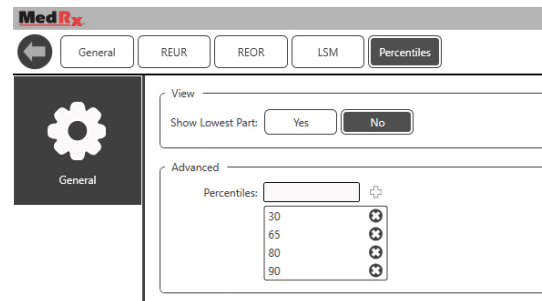 MedRx
General REUR REOR LSM Percentiles
View
Show Lowest Part: Yes No
General
Advanced
Percentiles:
30
65
80
90